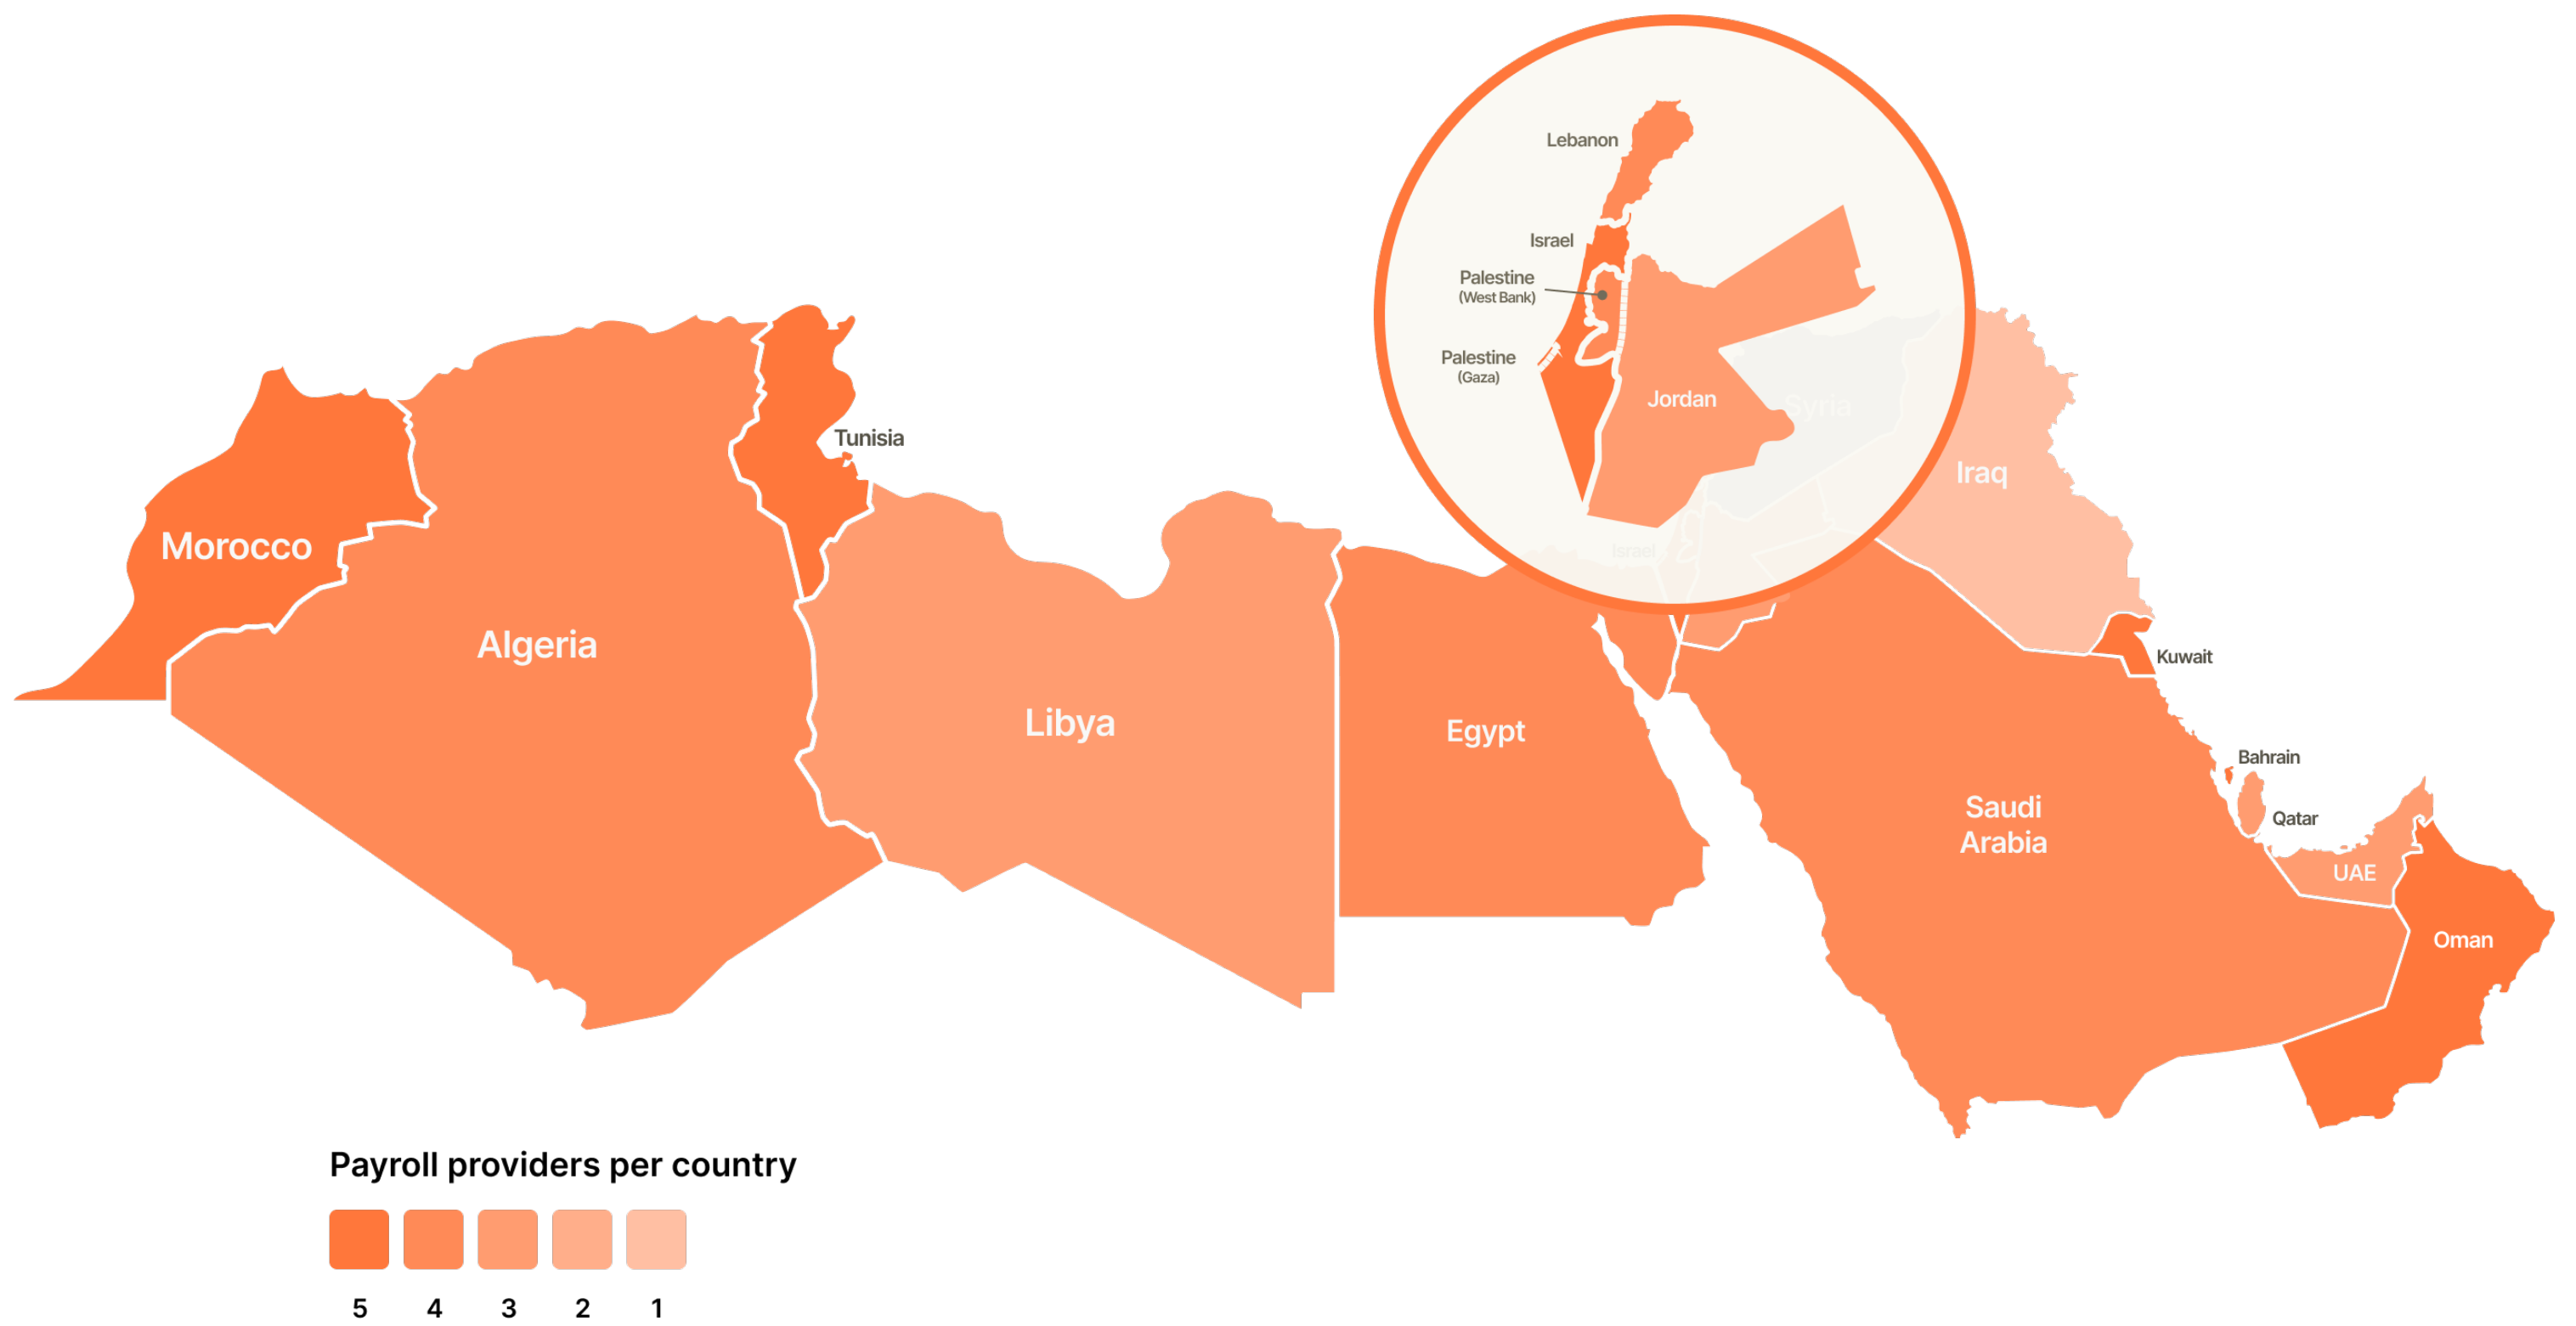 Lebanon
Israel
Palestine
(West Bank)
Palestine
(Gaza)
Jordan
Syria
Israel
Iraq
Tunisia
Morocco
Algeria
Libya
Egypt
Kuwait
Saudi
Arabia
Bahrain
Qatar
UAE
Oman
Payroll providers per country
5 4 3 2 1